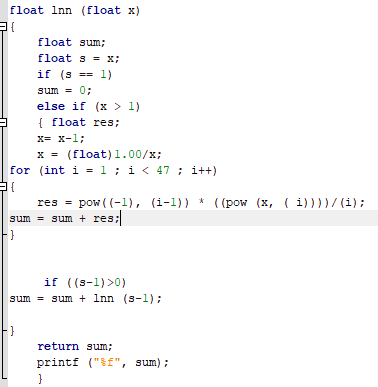 float lnn (float x)
{
float sum;
float s = x;
if (s == 1)
sum = 0;
else if (x > 1)
{ float res;
x= x-1;
x = (float)1.00/x;
for (int i = 1 ; i < 47 ; i++)
{
res = pow((-1), (i-1)) * ((pow (x, ( i))))/(i);
sum = sum + res;
}
if ((s-1)>0)
sum = sum + lnn (s-1);
}
return sum;
printf ("%f", sum);
}